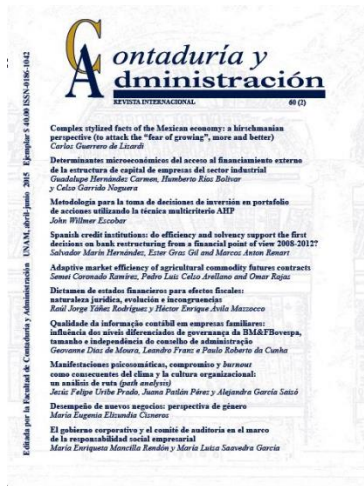 Contaduría y
Administración
REVISTA INTERNACIONAL
60 (2)
Complex stylized facts of the Mexican economy: a hirschmanian
perspective (to attack the "fear of growing", more and better)
Carlos Guerrero de Lizardi
Determinantes microeconómicos del acceso al financiamiento externo
de la estructura de capital de empresas del sector industrial
Guadalupe Hernández Carmen, Humberto Ríos Bolívar
y Celso Garrido Noguera
Metodología para la toma de decisiones de inversión en portafolio
de acciones utilizando la técnica multicriterio AHP
John Willmer Escobar
Spanish credit institutions: do efficiency and solvency support the first
decisions on bank restructuring from a financial point of view 2008-2012?
Salvador Marín Hernández, Ester Gras Gil and Marcos Anton Renart
Adaptive market efficiency of agricultural commodity futures contracts
Semei Coronado Ramírez, Pedro Luis Celso Arellano and Omar Rojas
Dictamen de estados financieros para efectos fiscales:
naturaleza jurídica, evolución e incongruencias
Raúl Jorge Yáñes Rodríguez y Héctor Enrique Ávila Mazzocco
Qualidade da informação contábil em empresas familiares:
influência dos níveis diferenciados de governança da BM&FBovespa,
tamanho e independência do conselho de administração
Geovanne Dias de Moura, Leandro Franz e Paulo Roberto da Cunha
Manifestaciones psicosomáticas, compromiso y burnout
como consecuentes del clima y la cultura organizacional:
un análisis de ruta (path analysis)
Jesús Felipe Uribe Prado, Juana Patlán Pérez y Alejandra García Saisó
Desempeño de nuevos negocios: perspectiva de género
María Eugenia Elizundia Cisneros
El gobierno corporativo y el comité de auditoría en el marco
de la responsabilidad social empresarial
María Enriqueta Mancilla Rendón y María Luisa Saavedra García
Editada por la Facultad de Contaduría y Administración UNAM, abril-junio 2015 Ejemplar $ 40.00 ISSN-0186-1042